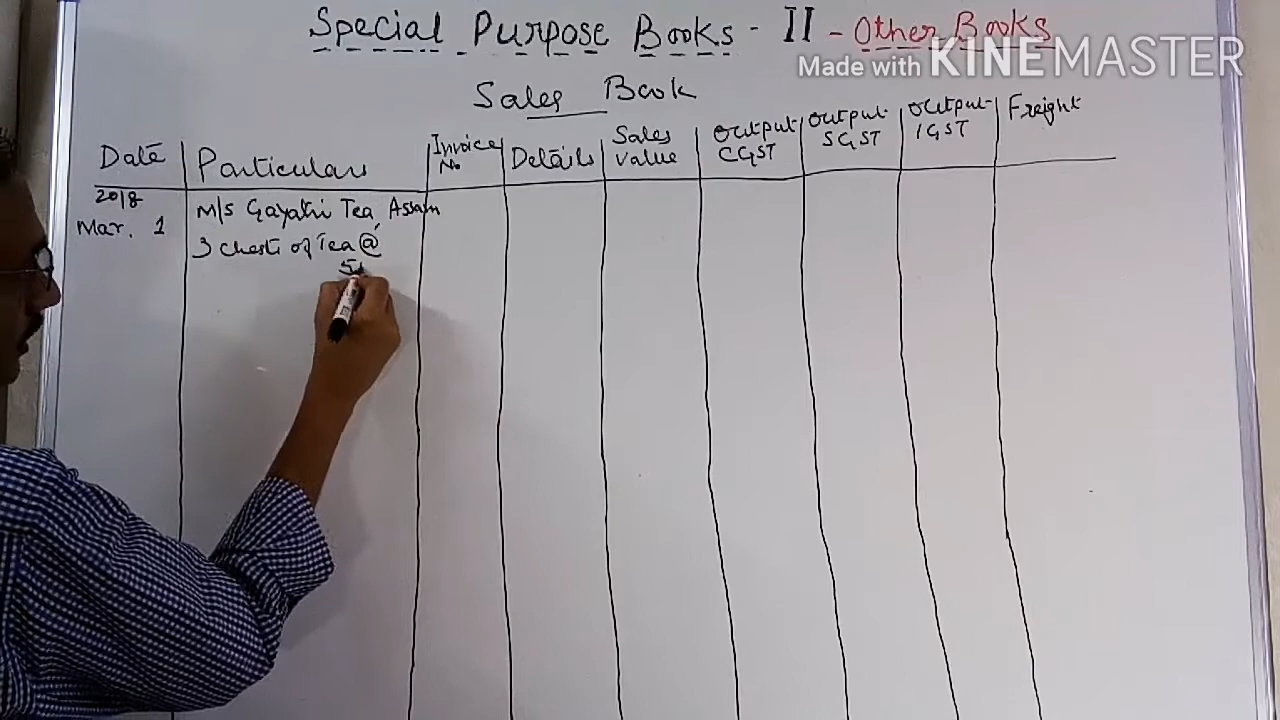 Special Purpose Books - II - Other Books
Made with KINEMASTER
Sales Book
Date
Particulars
Invoice No
Details
Sales Value
Output CGST
Output SGST
Output IGST
Freight
2018
Mar. 1
M/s Gayatri Tea, Assam
3 chests of Tea @